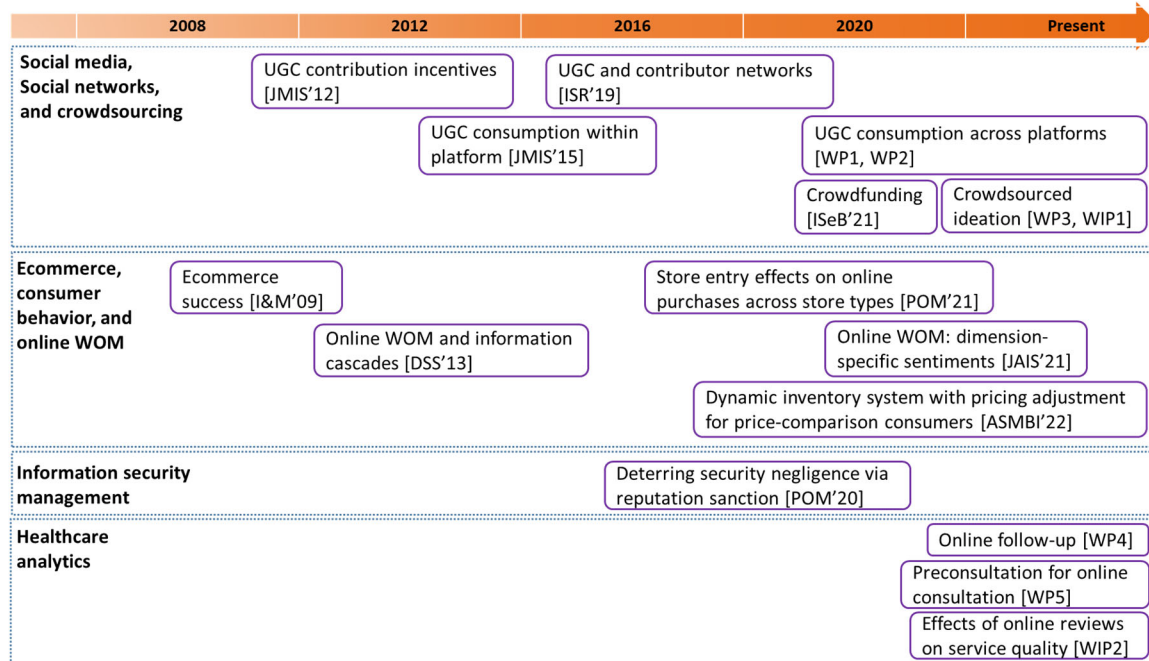 2008 2012 2016 2020 Present
Social media,
Social networks,
and crowdsourcing
UGC contribution incentives
[JMIS'12]
UGC and contributor networks
[ISR'19]
UGC consumption within
platform [JMIS'15]
UGC consumption across platforms
[WP1, WP2]
Crowdfunding
[ISeB'21]
Crowdsourced
ideation [WP3, WIP1]
Ecommerce,
consumer
behavior, and
online WOM
Ecommerce
success [I&M'09]
Store entry effects on online
purchases across store types [POM'21]
Online WOM and information
cascades [DSS'13]
Online WOM: dimension-
specific sentiments [JAIS'21]
Dynamic inventory system with pricing adjustment
for price-comparison consumers [ASMBI'22]
Information security
management
Deterring security negligence via
reputation sanction [POM'20]
Healthcare
analytics
Online follow-up [WP4]
Preconsultation for online
consultation [WP5]
Effects of online reviews
on service quality [WIP2]